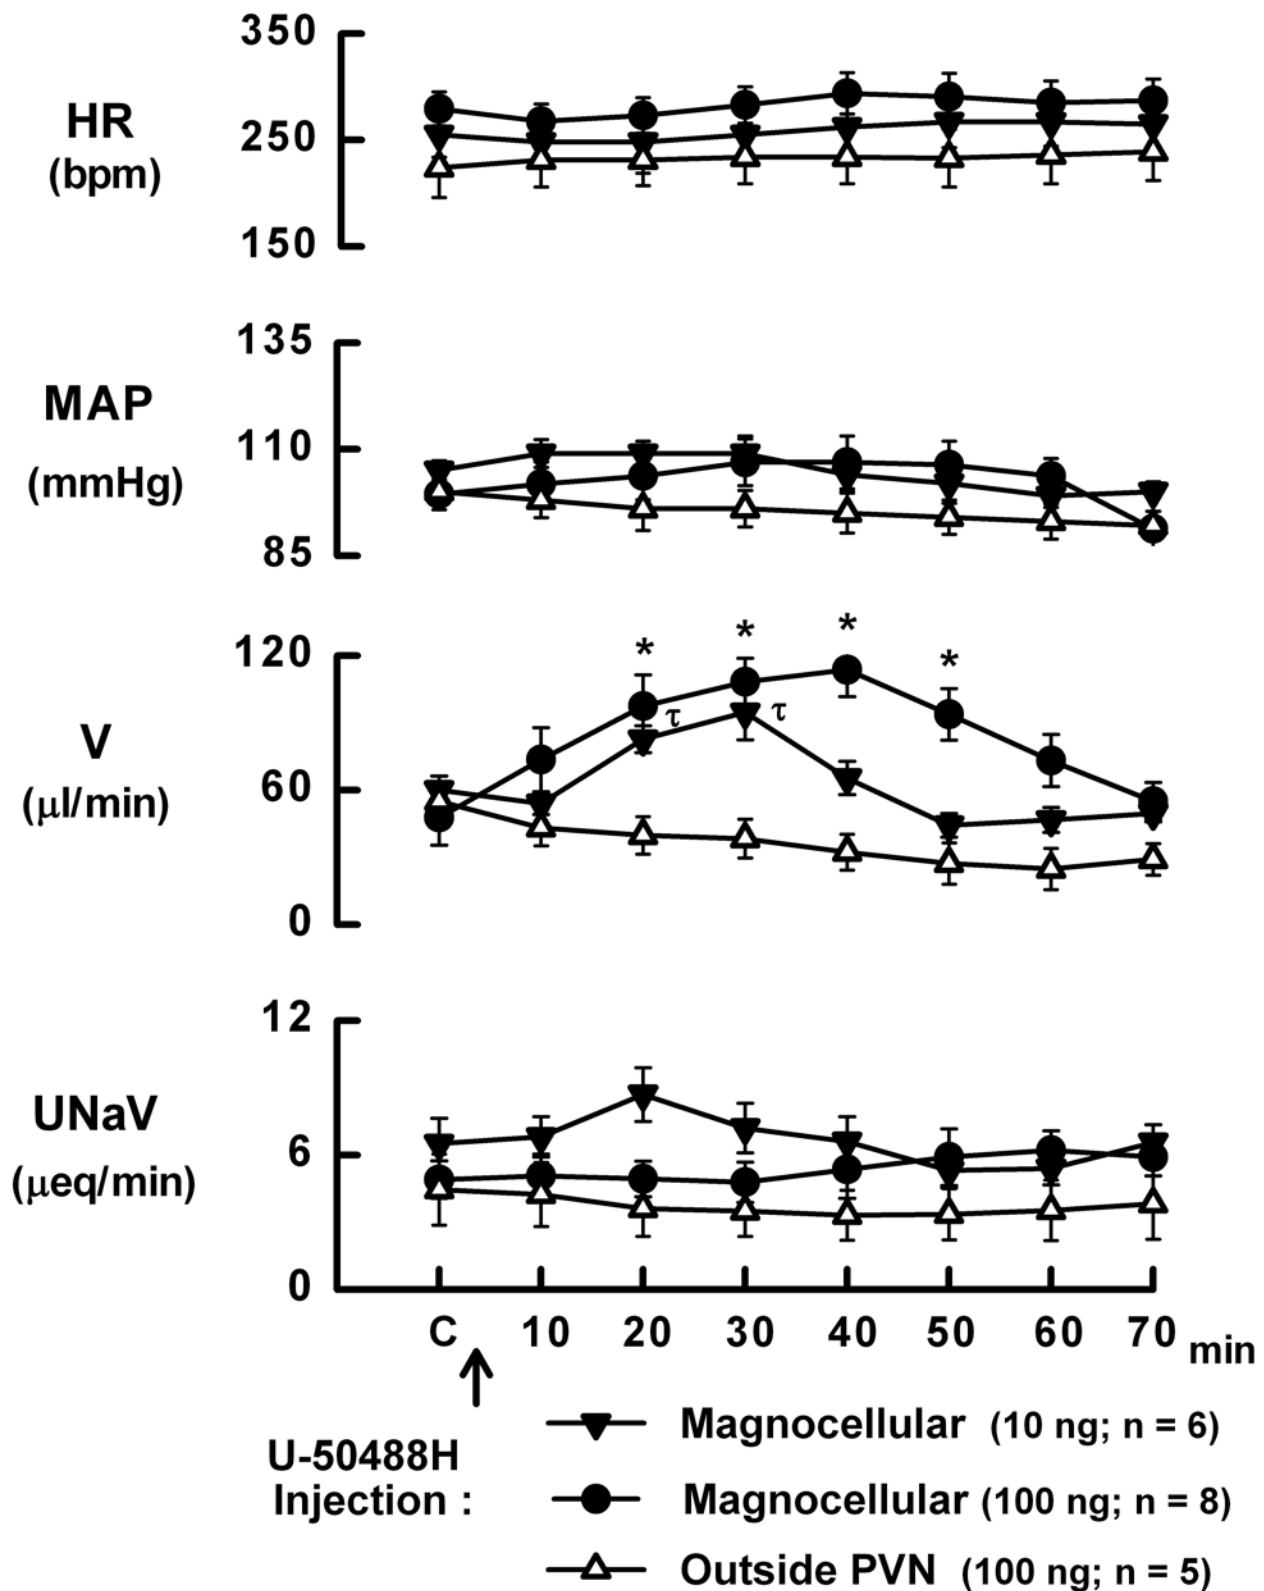 350
HR
250
(bpm)
150
135
MAP
110
(mmHg)
85
* * * *
120
τ τ
V
60
(μl/min)
0
12
UNaV
6
(μeq/min)
0
C 10 20 30 40 50 60 70 min
Magnocellular (10 ng; n = 6)
U-50488H
Injection : Magnocellular (100 ng; n = 8)
Outside PVN (100 ng; n = 5)